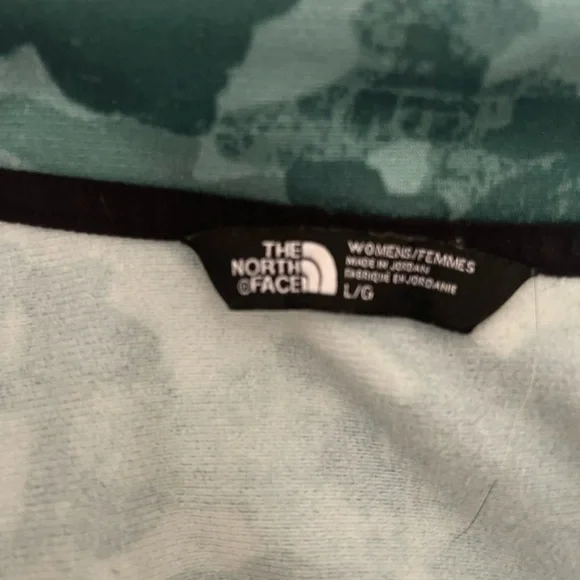 THE
NORTH
©FACE
WOMENS/FEMMES
MADE IN JORDAN
FABRIQUÉ EN JORDANIE
L/G